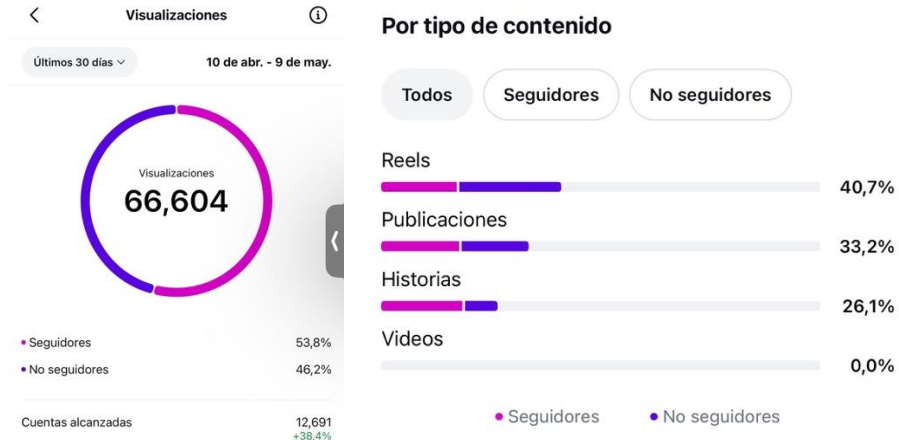 Visualizaciones
Últimos 30 días
10 de abr. - 9 de may.
Visualizaciones
66,604
Seguidores 53,8%
No seguidores 46,2%
Cuentas alcanzadas 12,691
+38.4%
Por tipo de contenido
Todos Seguidores No seguidores
Reels
40,7%
Publicaciones
33,2%
Historias
26,1%
Videos
0,0%
Seguidores No seguidores